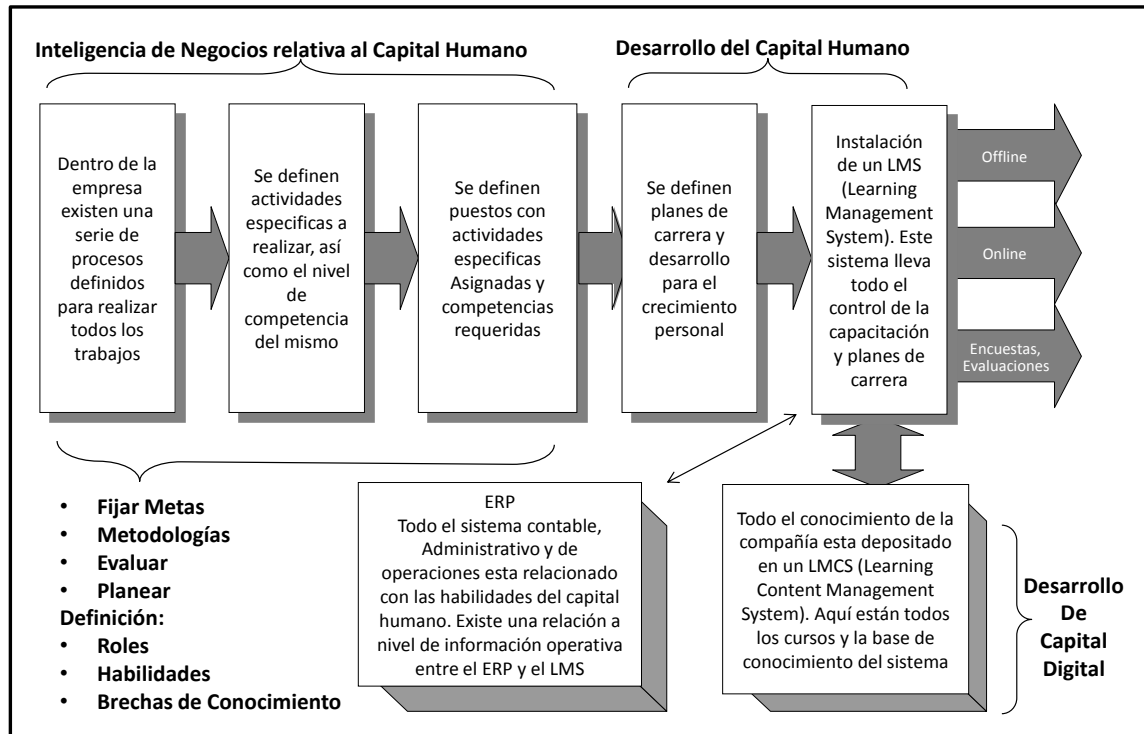 Inteligencia de Negocios relativa al Capital Humano
Desarrollo del Capital Humano
Dentro de la
empresa
existen una
serie de
procesos
definidos
para realizar
todos los
trabajos
Se definen
actividades
especificas a
realizar, así
como el nivel
de
competencia
del mismo
Se definen
puestos con
actividades
especificas
Asignadas y
competencias
requeridas
Se definen
planes de
carrera y
desarrollo
para el
crecimiento
personal
Instalación
de un LMS
(Learning
Management
System). Este
sistema lleva
todo el
control de la
capacitación
y planes de
carrera
Offline
Online
Encuestas,
Evaluaciones
• Fijar Metas
• Metodologías
• Evaluar
• Planear
Definición:
• Roles
• Habilidades
• Brechas de Conocimiento
ERP
Todo el sistema contable,
Administrativo y de
operaciones esta relacionado
con las habilidades del capital
humano. Existe una relación a
nivel de información operativa
entre el ERP y el LMS
Todo el conocimiento de la
compañía esta depositado
en un LMCS (Learning
Content Management
System). Aquí están todos
los cursos y la base de
conocimiento del sistema
Desarrollo
De
Capital
Digital